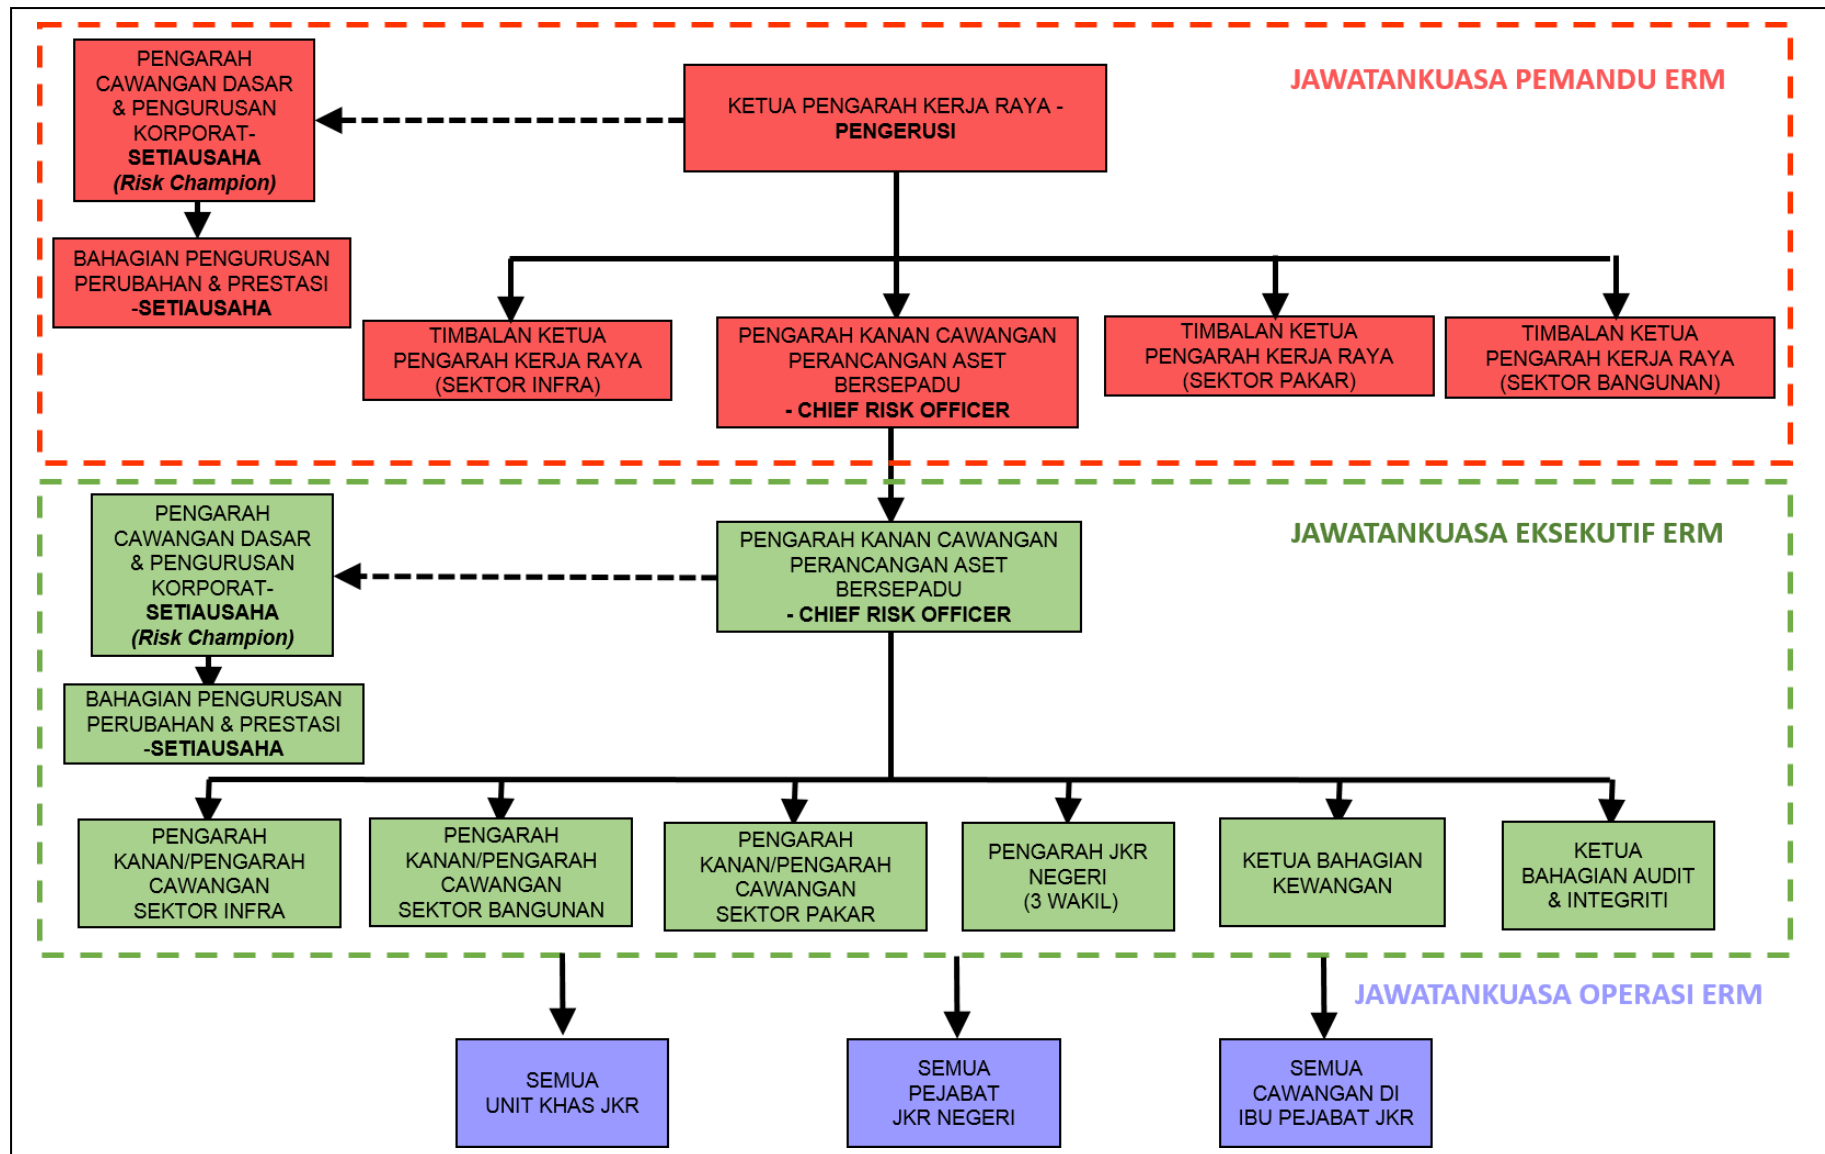 JAWATANKUASA PEMANDU ERM
PENGARAH
CAWANGAN DASAR
& PENGURUSAN
KORPORAT-
SETIAUSAHA
(Risk Champion)
KETUA PENGARAH KERJA RAYA -
PENGERUSI
BAHAGIAN PENGURUSAN
PERUBAHAN & PRESTASI
-SETIAUSAHA
TIMBALAN KETUA
PENGARAH KERJA RAYA
(SEKTOR INFRA)
PENGARAH KANAN CAWANGAN
PERANCANGAN ASET
BERSEPADU
- CHIEF RISK OFFICER
TIMBALAN KETUA
PENGARAH KERJA RAYA
(SEKTOR PAKAR)
TIMBALAN KETUA
PENGARAH KERJA RAYA
(SEKTOR BANGUNAN)
JAWATANKUASA EKSEKUTIF ERM
PENGARAH
CAWANGAN DASAR
& PENGURUSAN
KORPORAT-
SETIAUSAHA
(Risk Champion)
PENGARAH KANAN CAWANGAN
PERANCANGAN ASET
BERSEPADU
- CHIEF RISK OFFICER
BAHAGIAN PENGURUSAN
PERUBAHAN & PRESTASI
-SETIAUSAHA
PENGARAH
KANAN/PENGARAH
CAWANGAN
SEKTOR INFRA
PENGARAH
KANAN/PENGARAH
CAWANGAN
SEKTOR BANGUNAN
PENGARAH
KANAN/PENGARAH
CAWANGAN
SEKTOR PAKAR
PENGARAH JKR
NEGERI
(3 WAKIL)
KETUA BAHAGIAN
KEWANGAN
KETUA
BAHAGIAN AUDIT
& INTEGRITI
JAWATANKUASA OPERASI ERM
SEMUA
UNIT KHAS JKR
SEMUA
PEJABAT
JKR NEGERI
SEMUA
CAWANGAN DI
IBU PEJABAT JKR